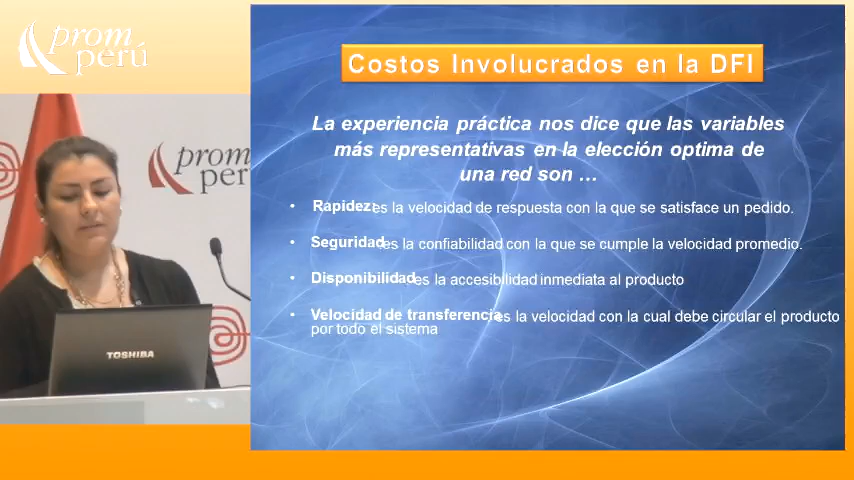 prom
perú
Costos Involucrados en la DFI
La experiencia práctica nos dice que las variables
más representativas en la elección optima de
una red son ...
• Rapidez: es la velocidad de respuesta con la que se satisface un pedido.
• Seguridad: es la confiabilidad con la que se cumple la velocidad promedio.
• Disponibilidad: es la accesibilidad inmediata al producto
• Velocidad de transferencia: es la velocidad con la cual debe circular el producto
por todo el sistema
prom
per
TOSHIBA